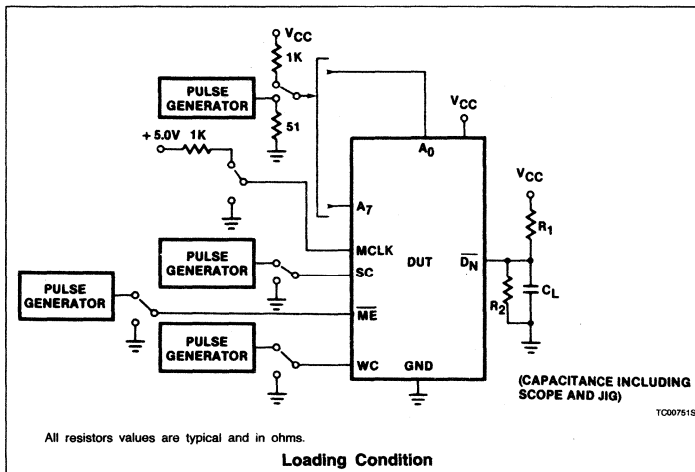 VCC
1K
PULSE
GENERATOR
51
+ 5.0V 1K
VCC
A0
A7
MCLK
SC
ME
WC
DUT
DN
GND
VCC
R1
R2
CL
PULSE
GENERATOR
PULSE
GENERATOR
PULSE
GENERATOR
(CAPACITANCE INCLUDING
SCOPE AND JIG)
TC00751S
All resistors values are typical and in ohms.
Loading Condition